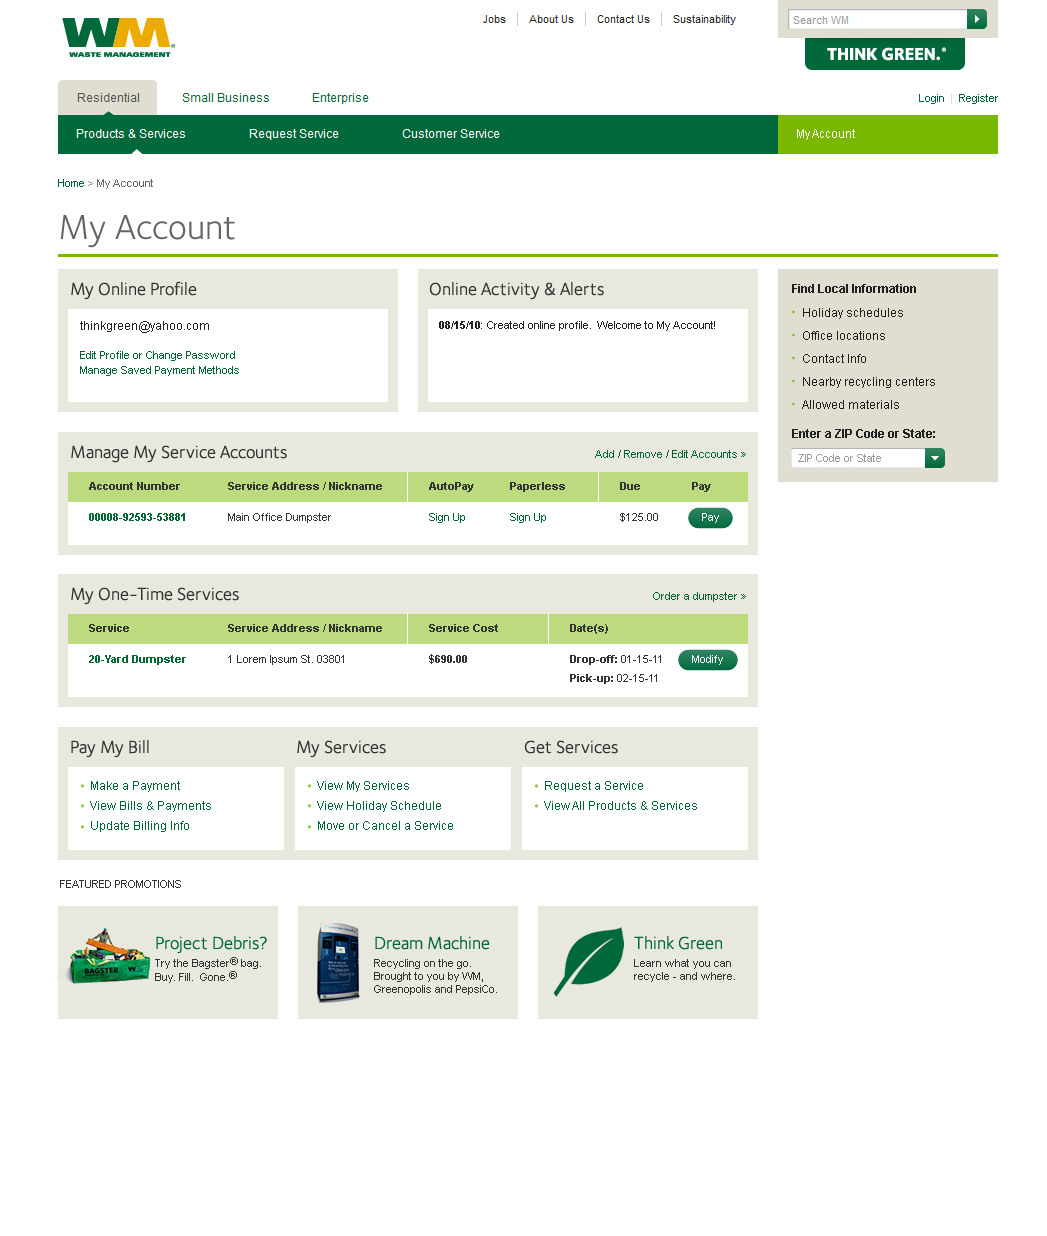 WM
WASTE MANAGEMENT
Jobs
About Us
Contact Us
Sustainability
Search WM
THINK GREEN.®
Residential
Small Business
Enterprise
Login
Register
Products & Services
Request Service
Customer Service
My Account
Home > My Account
My Account
My Online Profile
thinkgreen@yahoo.com
Edit Profile or Change Password
Manage Saved Payment Methods
Online Activity & Alerts
08/15/10: Created online profile. Welcome to My Account!
Find Local Information
• Holiday schedules
• Office locations
• Contact Info
• Nearby recycling centers
• Allowed materials
Enter a ZIP Code or State:
ZIP Code or State
Manage My Service Accounts
Add / Remove / Edit Accounts »
Account Number Service Address / Nickname AutoPay Paperless Due Pay
00008-92593-53881 Main Office Dumpster Sign Up Sign Up $125.00 Pay
My One-Time Services
Order a dumpster »
Service Service Address / Nickname Service Cost Date(s)
20-Yard Dumpster 1 Lorem Ipsum St. 03801 $690.00 Drop-off: 01-15-11 Modify
Pick-up: 02-15-11
Pay My Bill
• Make a Payment
• View Bills & Payments
• Update Billing Info
My Services
• View My Services
• View Holiday Schedule
• Move or Cancel a Service
Get Services
• Request a Service
• View All Products & Services
FEATURED PROMOTIONS
BAGSTER W
Project Debris?
Try the Bagster® bag.
Buy. Fill. Gone.®
Dream Machine
Recycling on the go.
Brought to you by WM,
Greenopolis and PepsiCo.
Think Green
Learn what you can
recycle - and where.